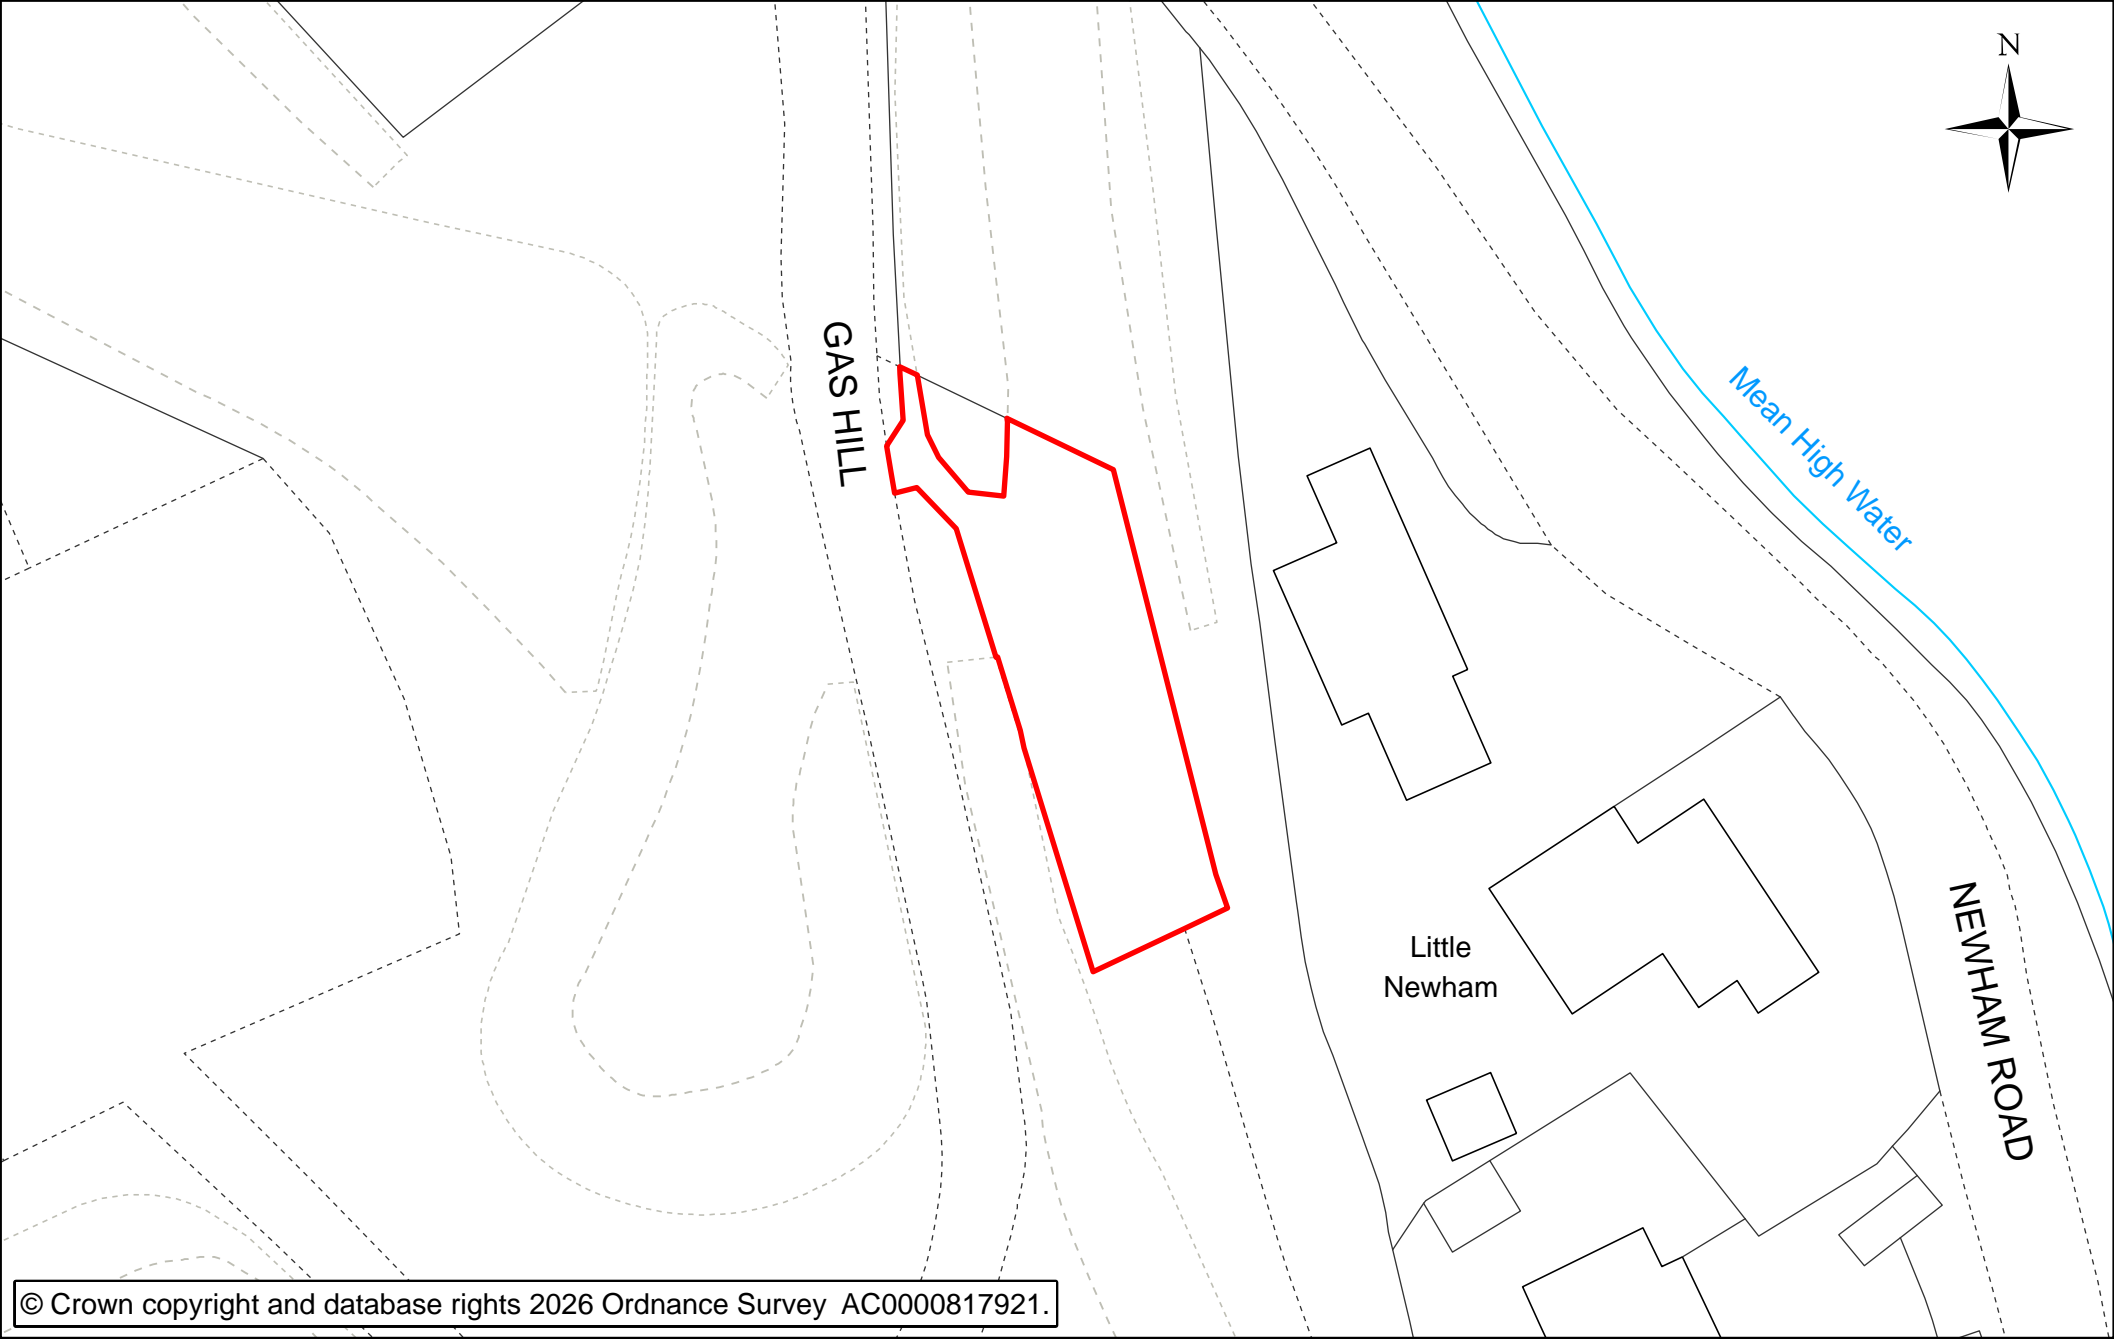 N
GAS HILL
Mean High Water
Little
Newham
NEWHAM ROAD
© Crown copyright and database rights 2026 Ordnance Survey  AC0000817921.